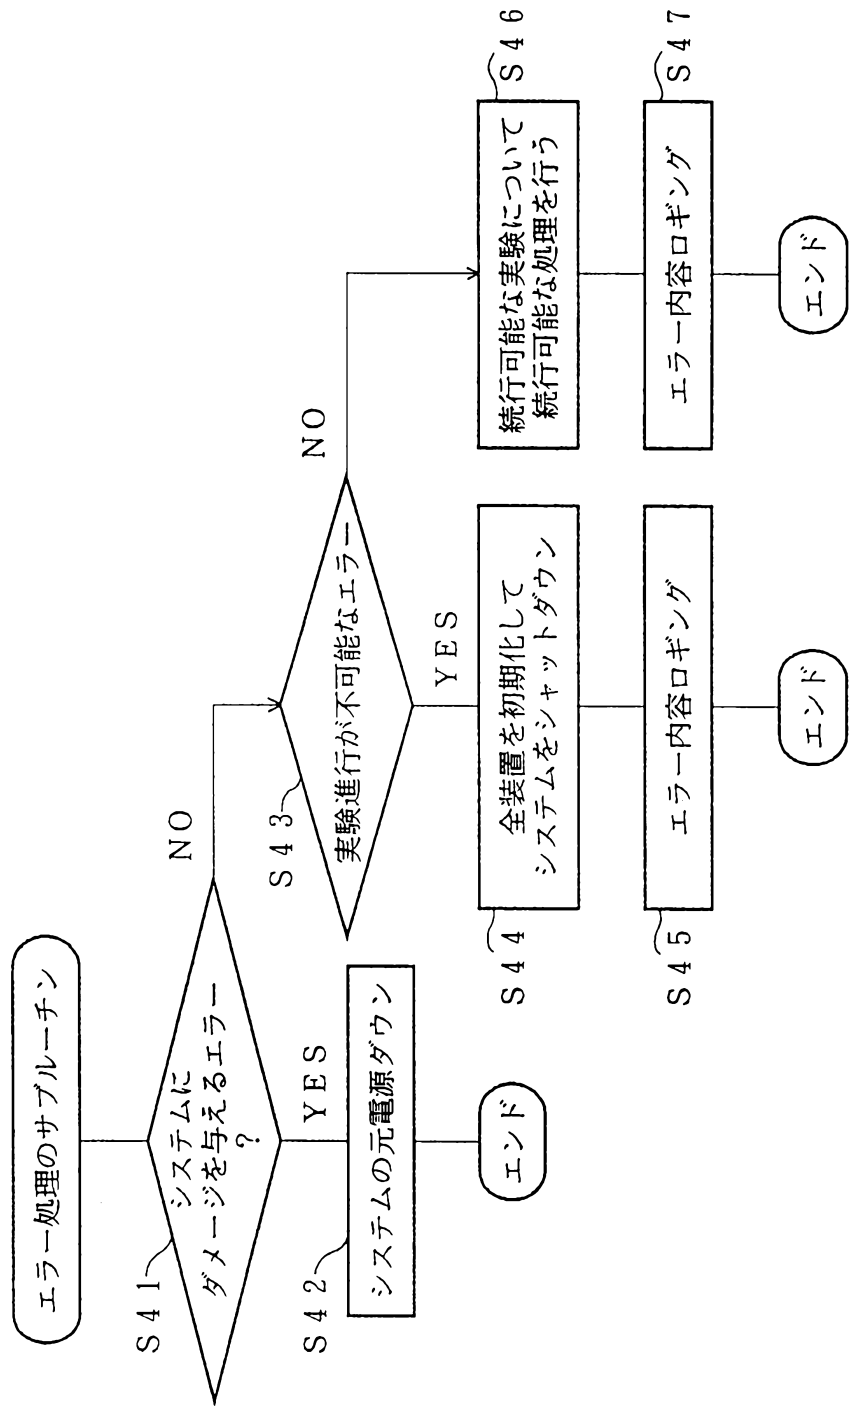 エラー処理のサブルーチン
S41
システムに
ダメージを与えるエラー
?
NO
YES
S42
システムの元電源ダウン
エンド
S43
実験進行が不可能なエラー
NO
YES
S44
全装置を初期化して
システムをシャットダウン
S45
エラー内容ロギング
エンド
S46
続行可能な実験について
続行可能な処理を行う
S47
エラー内容ロギング
エンド